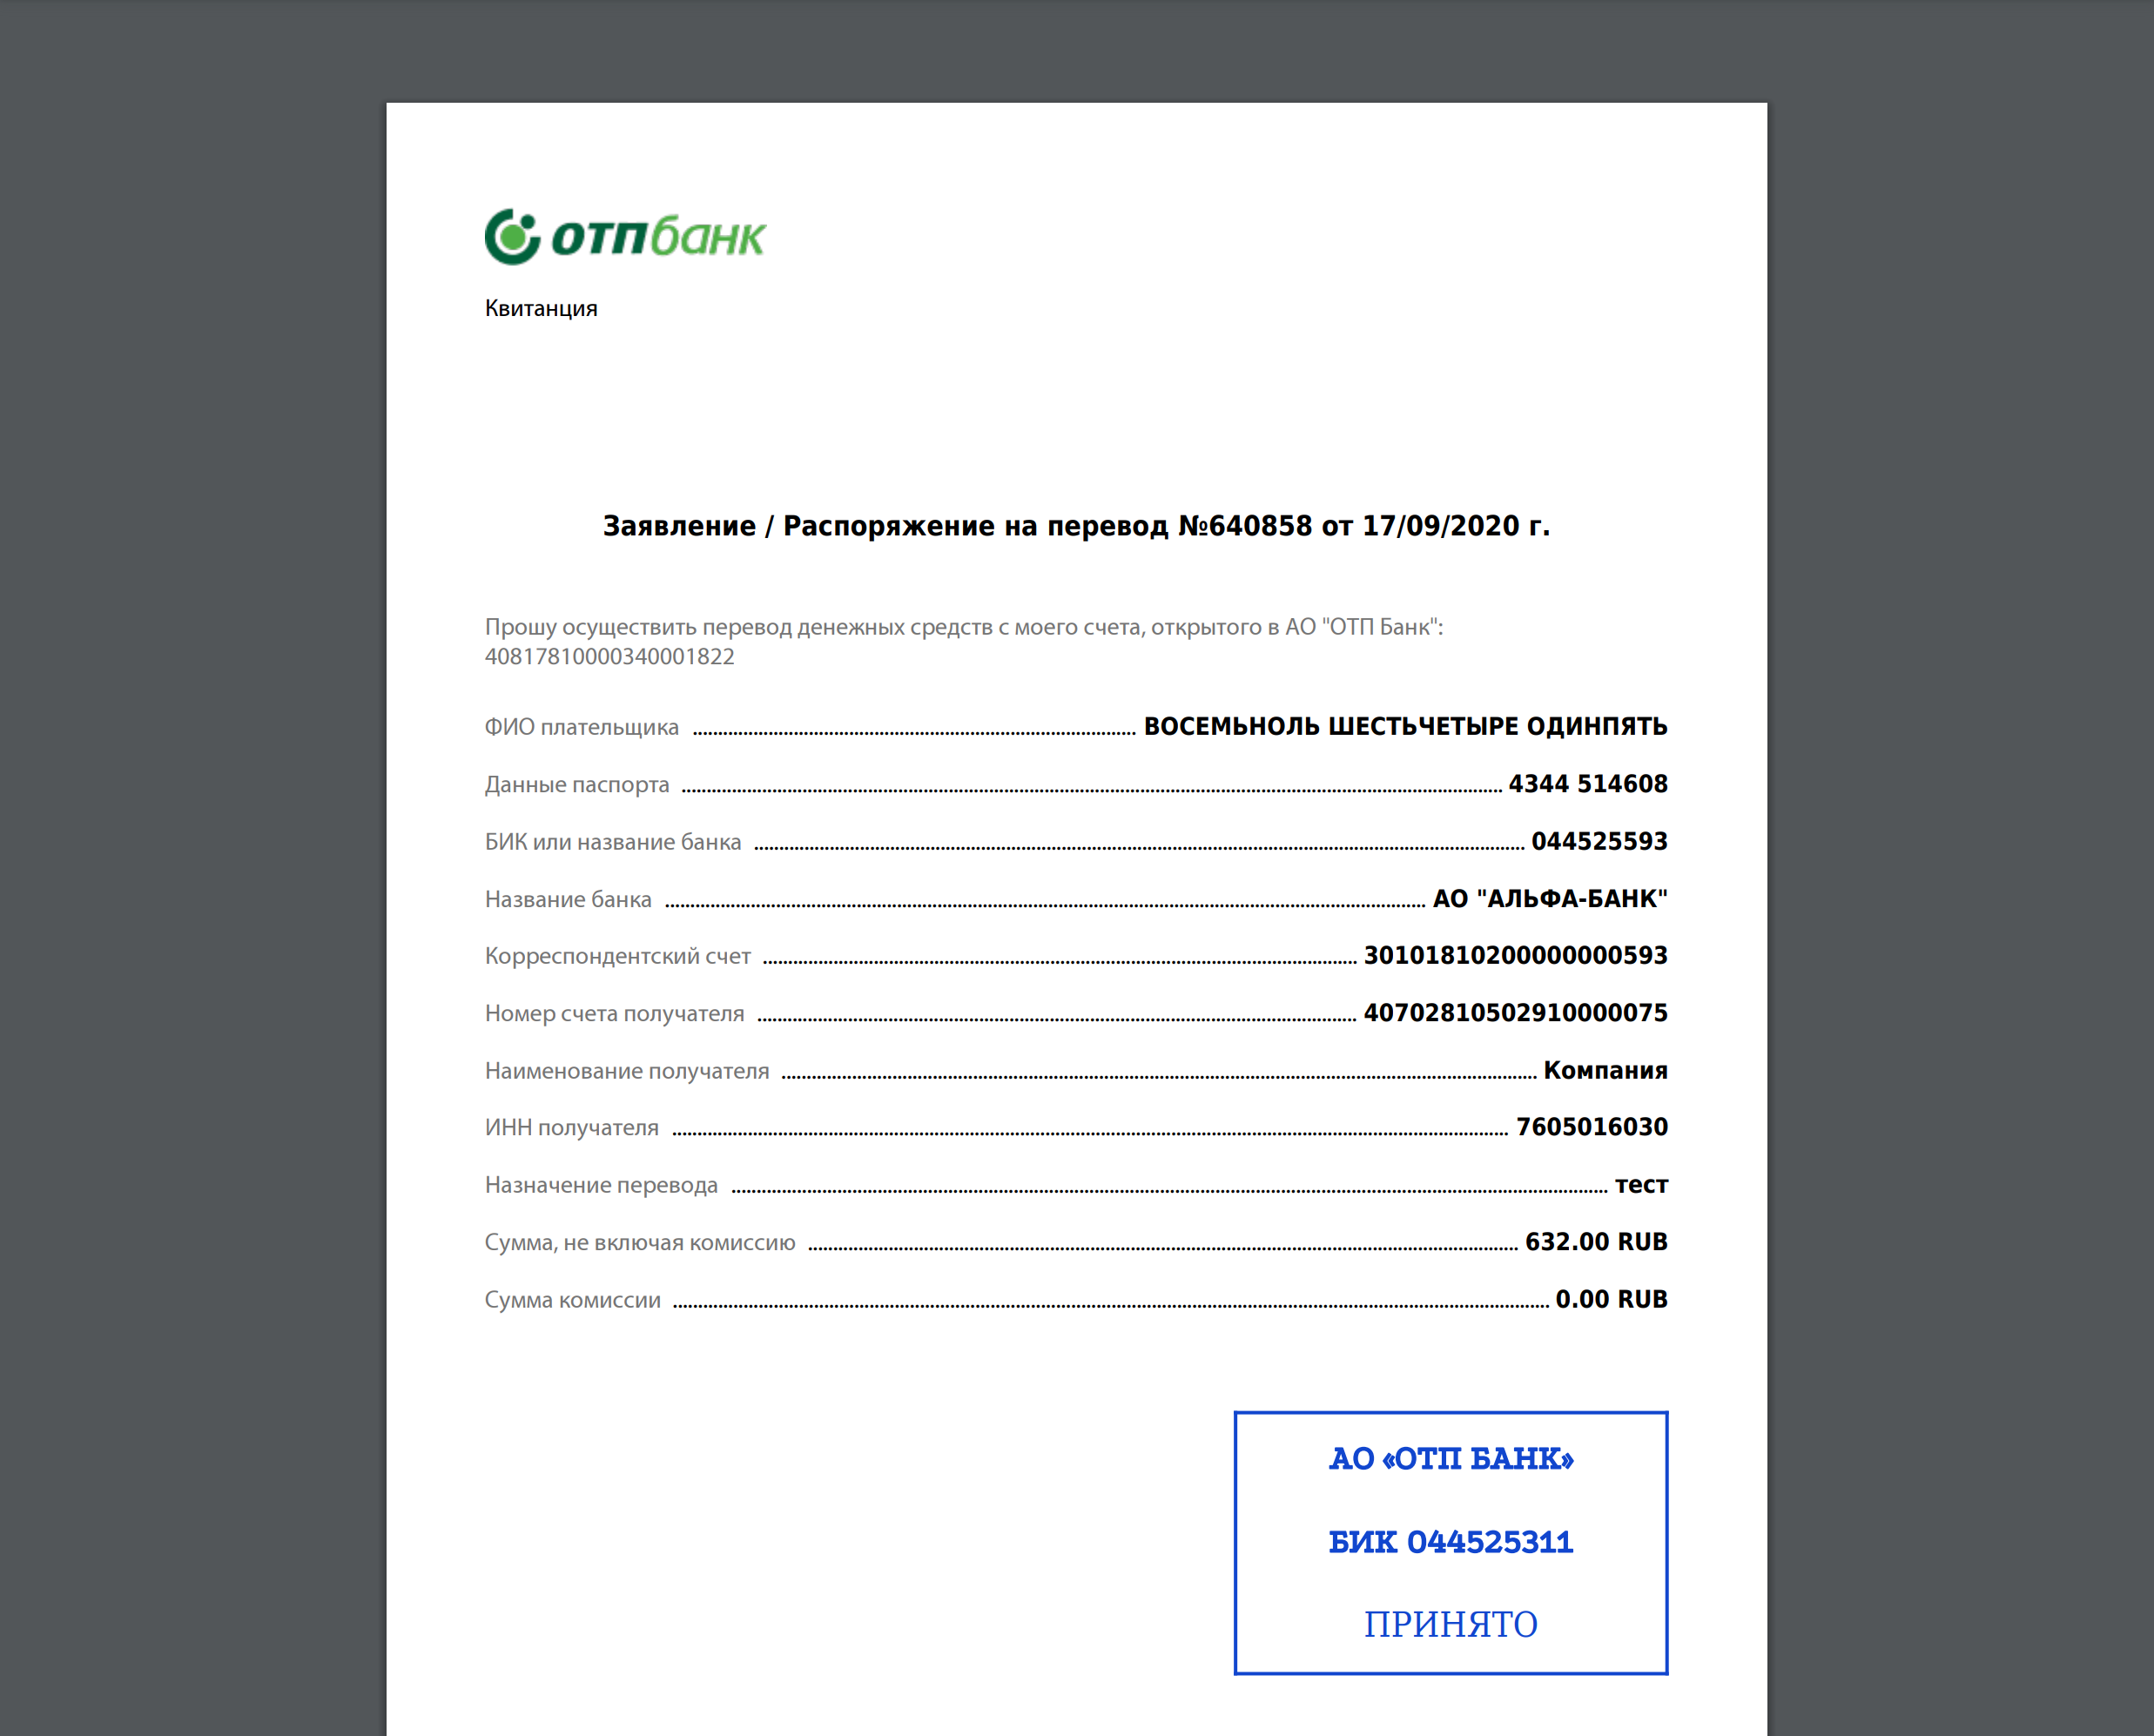 отпбанк
Квитанция
Заявление / Распоряжение на перевод №640858 от 17/09/2020 г.
Прошу осуществить перевод денежных средств с моего счета, открытого в АО "ОТП Банк":
40817810000340001822
ФИО плательщика ВОСЕМЬНОЛЬ ШЕСТЬЧЕТЫРЕ ОДИНПЯТЬ
Данные паспорта 4344 514608
БИК или название банка 044525593
Название банка АО "АЛЬФА-БАНК"
Корреспондентский счет 30101810200000000593
Номер счета получателя 40702810502910000075
Наименование получателя Компания
ИНН получателя 7605016030
Назначение перевода тест
Сумма, не включая комиссию 632.00 RUB
Сумма комиссии 0.00 RUB
АО «ОТП БАНК»
БИК 044525311
ПРИНЯТО